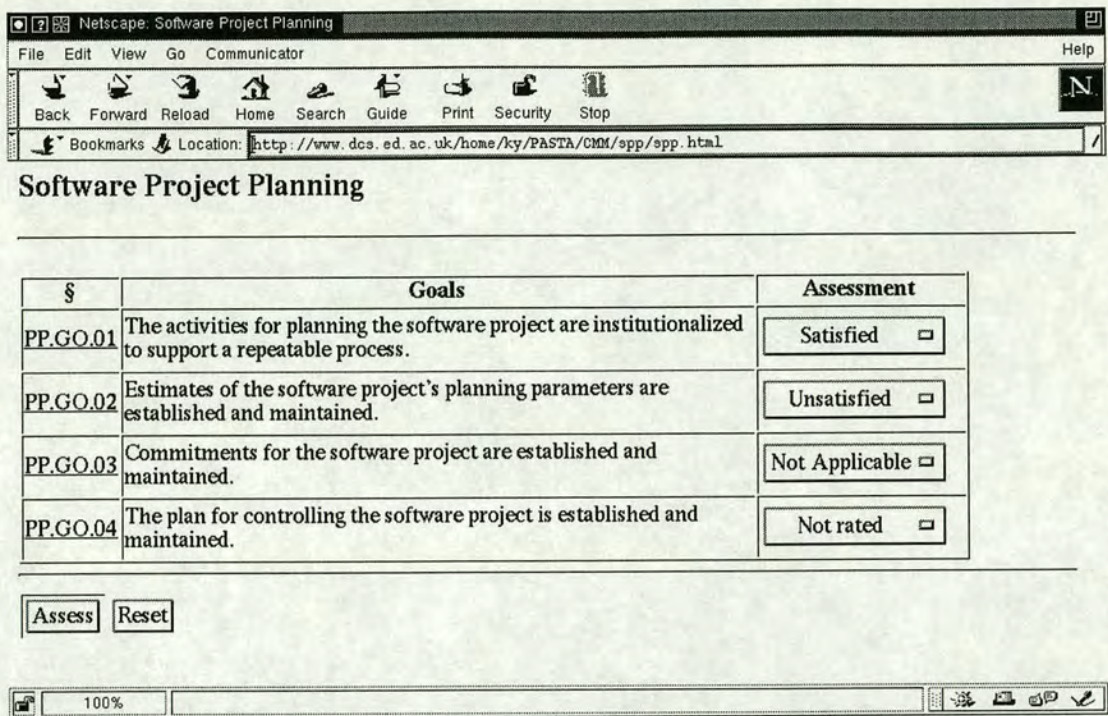 Netscape: Software Project Planning
File Edit View Go Communicator Help
Back Forward Reload Home Search Guide Print Security Stop
N
Bookmarks Location: http://www.dcs.ed.ac.uk/home/ky/PASTA/CMM/spp/spp.html
Software Project Planning
§ Goals Assessment
PP.GO.01 The activities for planning the software project are institutionalized Satisfied
to support a repeatable process.
PP.GO.02 Estimates of the software project's planning parameters are Unsatisfied
established and maintained.
PP.GO.03 Commitments for the software project are established and Not Applicable
maintained.
PP.GO.04 The plan for controlling the software project is established and Not rated
maintained.
Assess Reset
100%